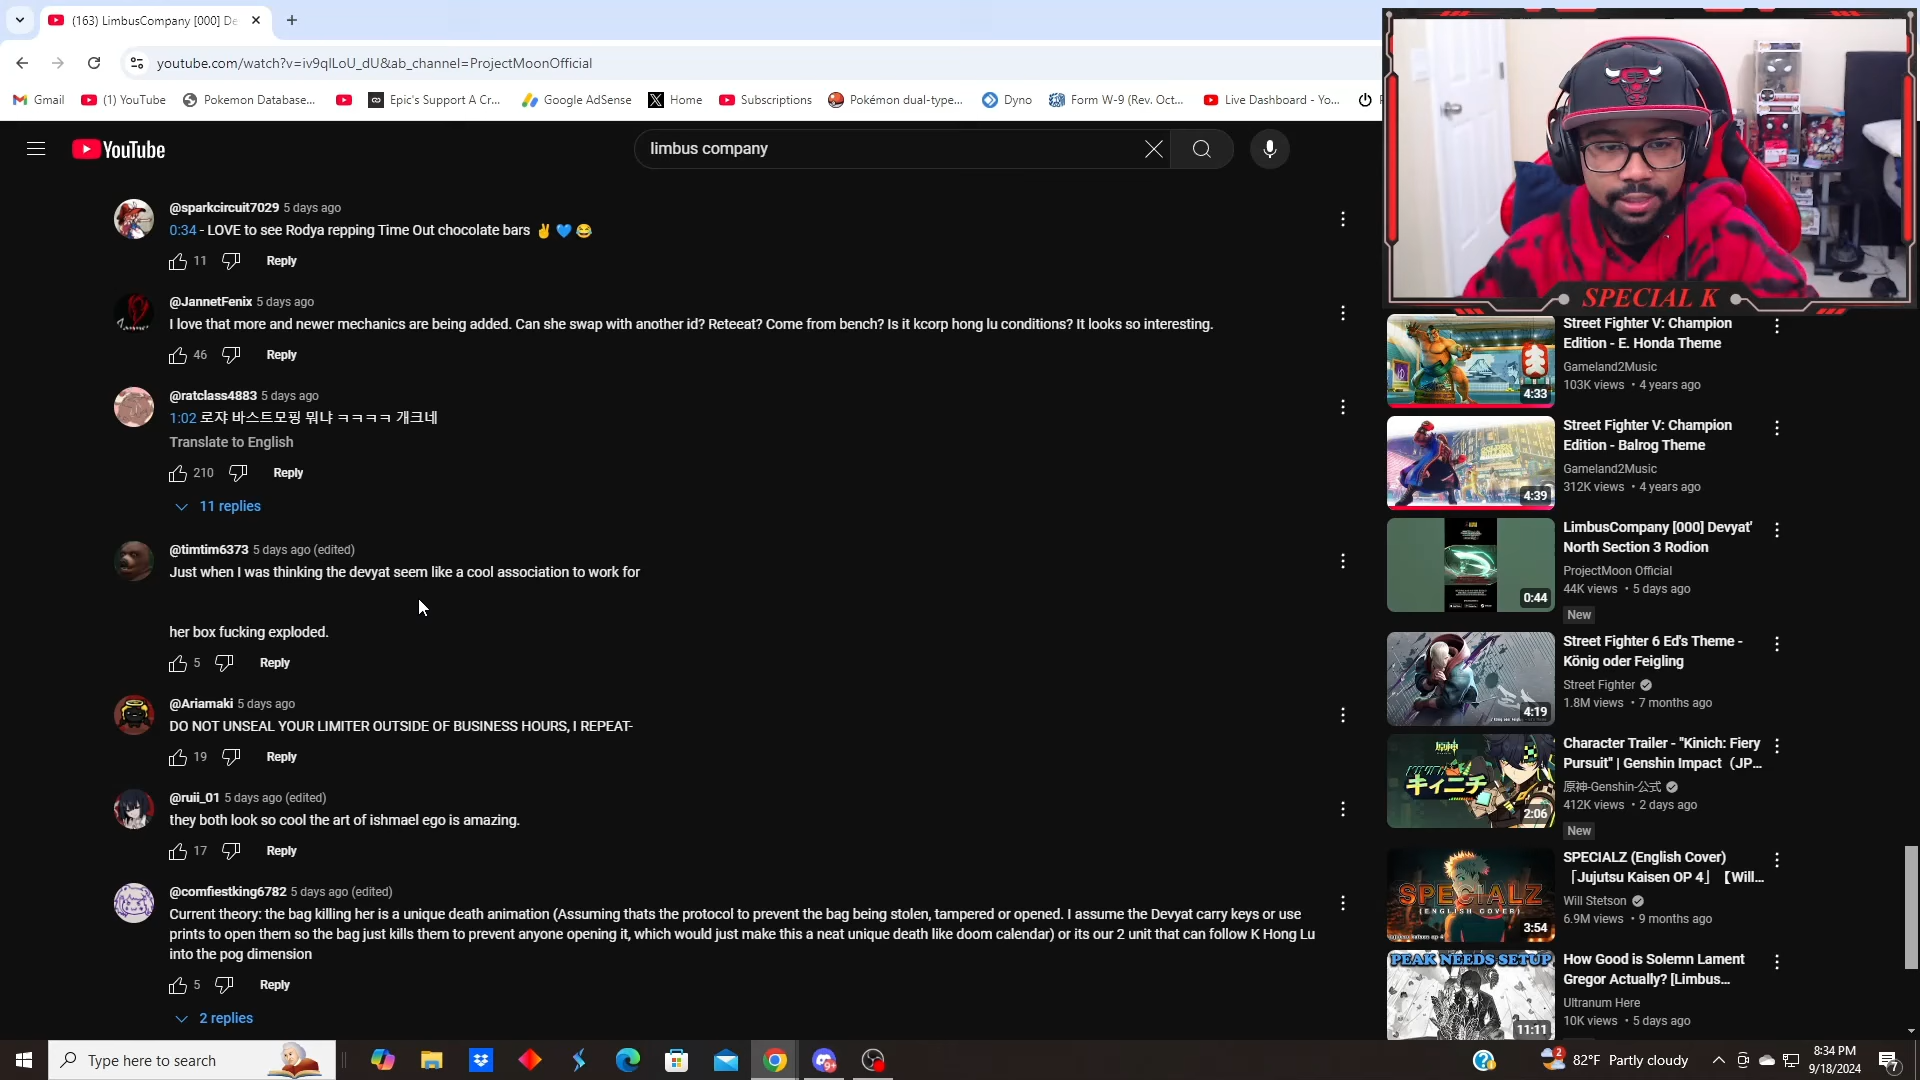 (163) LimbusCompany [000] De
youtube.com/watch?v=iv9qlLoU_dU&ab_channel=ProjectMoonOfficial
Gmail
(1) YouTube
Pokemon Database...
Epic's Support A Cr...
Google AdSense
Home
Subscriptions
Pokémon dual-type...
Dyno
Form W-9 (Rev. Oct...
Live Dashboard - Yo...
YouTube
limbus company
SPECIAL K
@sparkcircuit7029 5 days ago
0:34 - LOVE to see Rodya repping Time Out chocolate bars ✌️💙😂
11 Reply
@JannetFenix 5 days ago
I love that more and newer mechanics are being added. Can she swap with another id? Reteeat? Come from bench? Is it kcorp hong lu conditions? It looks so interesting.
46 Reply
@ratclass4883 5 days ago
1:02 로쟈 바스트모핑 뭐냐 ㅋㅋㅋㅋ 개크네
Translate to English
210 Reply
11 replies
@timtim6373 5 days ago (edited)
Just when I was thinking the devyat seem like a cool association to work for
her box fucking exploded.
5 Reply
@Ariamaki 5 days ago
DO NOT UNSEAL YOUR LIMITER OUTSIDE OF BUSINESS HOURS, I REPEAT-
19 Reply
@ruii_01 5 days ago (edited)
they both look so cool the art of ishmael ego is amazing.
17 Reply
@comfiestking6782 5 days ago (edited)
Current theory: the bag killing her is a unique death animation (Assuming thats the protocol to prevent the bag being stolen, tampered or opened. I assume the Devyat carry keys or use
prints to open them so the bag just kills them to prevent anyone opening it, which would just make this a neat unique death like doom calendar) or its our 2 unit that can follow K Hong Lu
into the pog dimension
5 Reply
2 replies
Street Fighter V: Champion
Edition - E. Honda Theme
Gameland2Music
103K views • 4 years ago
4:33
Street Fighter V: Champion
Edition - Balrog Theme
Gameland2Music
312K views • 4 years ago
4:39
LimbusCompany [000] Devyat'
North Section 3 Rodion
ProjectMoon Official
44K views • 5 days ago
0:44
New
Street Fighter 6 Ed's Theme -
König oder Feigling
Street Fighter
1.8M views • 7 months ago
4:19
Character Trailer - "Kinich: Fiery
Pursuit" | Genshin Impact（JP...
原神-Genshin-公式
412K views • 2 days ago
キィニチ
2:06
New
SPECIALZ (English Cover)
「Jujutsu Kaisen OP 4」【Will...
Will Stetson
6.9M views • 9 months ago
SPECIALZ
(ENGLISH COVER)
3:54
How Good is Solemn Lament
Gregor Actually? [Limbus...
Ultranum Here
10K views • 5 days ago
PEAK NEEDS SETUP
11:11
Type here to search
82°F Partly cloudy
8:34 PM
9/18/2024